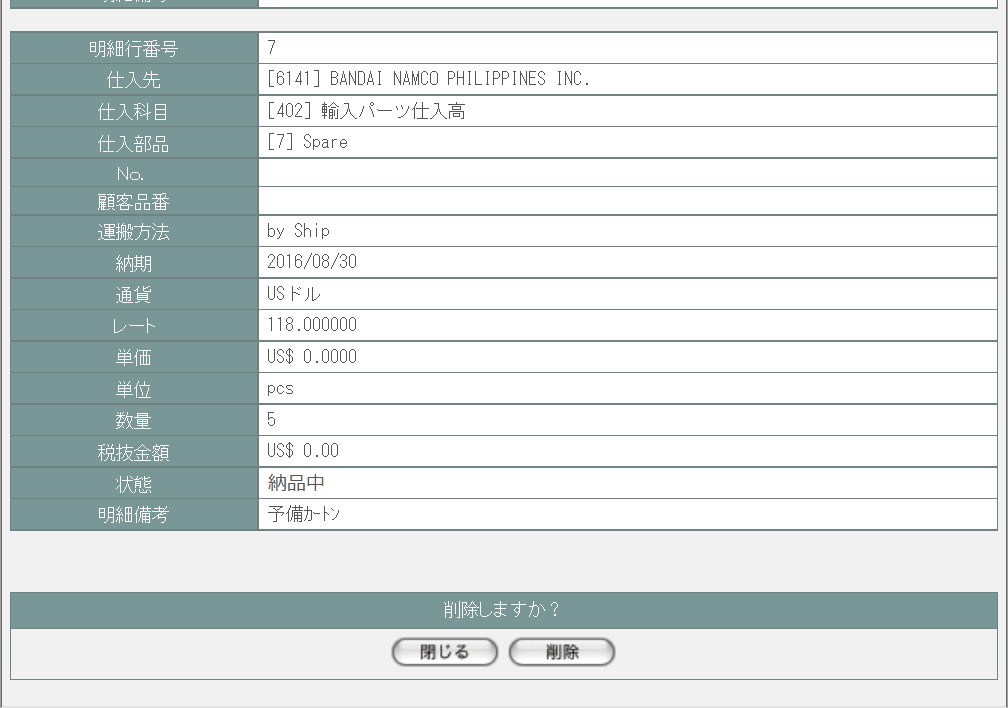 明細行番号 7
仕入先 [6141] BANDAI NAMCO PHILIPPINES INC.
仕入科目 [402] 輸入パーツ仕入高
仕入部品 [7] Spare
No.
顧客品番
運搬方法 by Ship
納期 2016/08/30
通貨 USドル
レート 118.000000
単価 US$ 0.0000
単位 pcs
数量 5
税抜金額 US$ 0.00
状態 納品中
明細備考 予備ｶｰﾄﾝ
削除しますか？
閉じる 削除